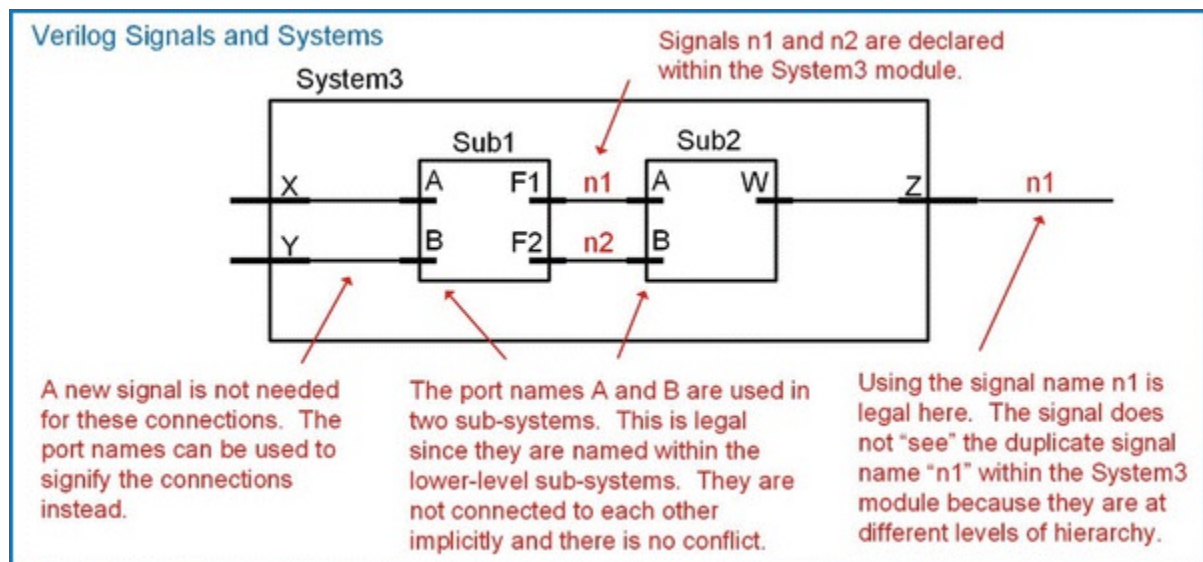 Verilog Signals and Systems
Signals n1 and n2 are declared
within the System3 module.
System3
Sub1
Sub2
X
A
F1
n1
A
W
Z
n1
Y
B
F2
n2
B
A new signal is not needed
for these connections. The
port names can be used to
signify the connections
instead.
The port names A and B are used in
two sub-systems. This is legal
since they are named within the
lower-level sub-systems. They are
not connected to each other
implicitly and there is no conflict.
Using the signal name n1 is
legal here. The signal does
not “see” the duplicate signal
name “n1” within the System3
module because they are at
different levels of hierarchy.